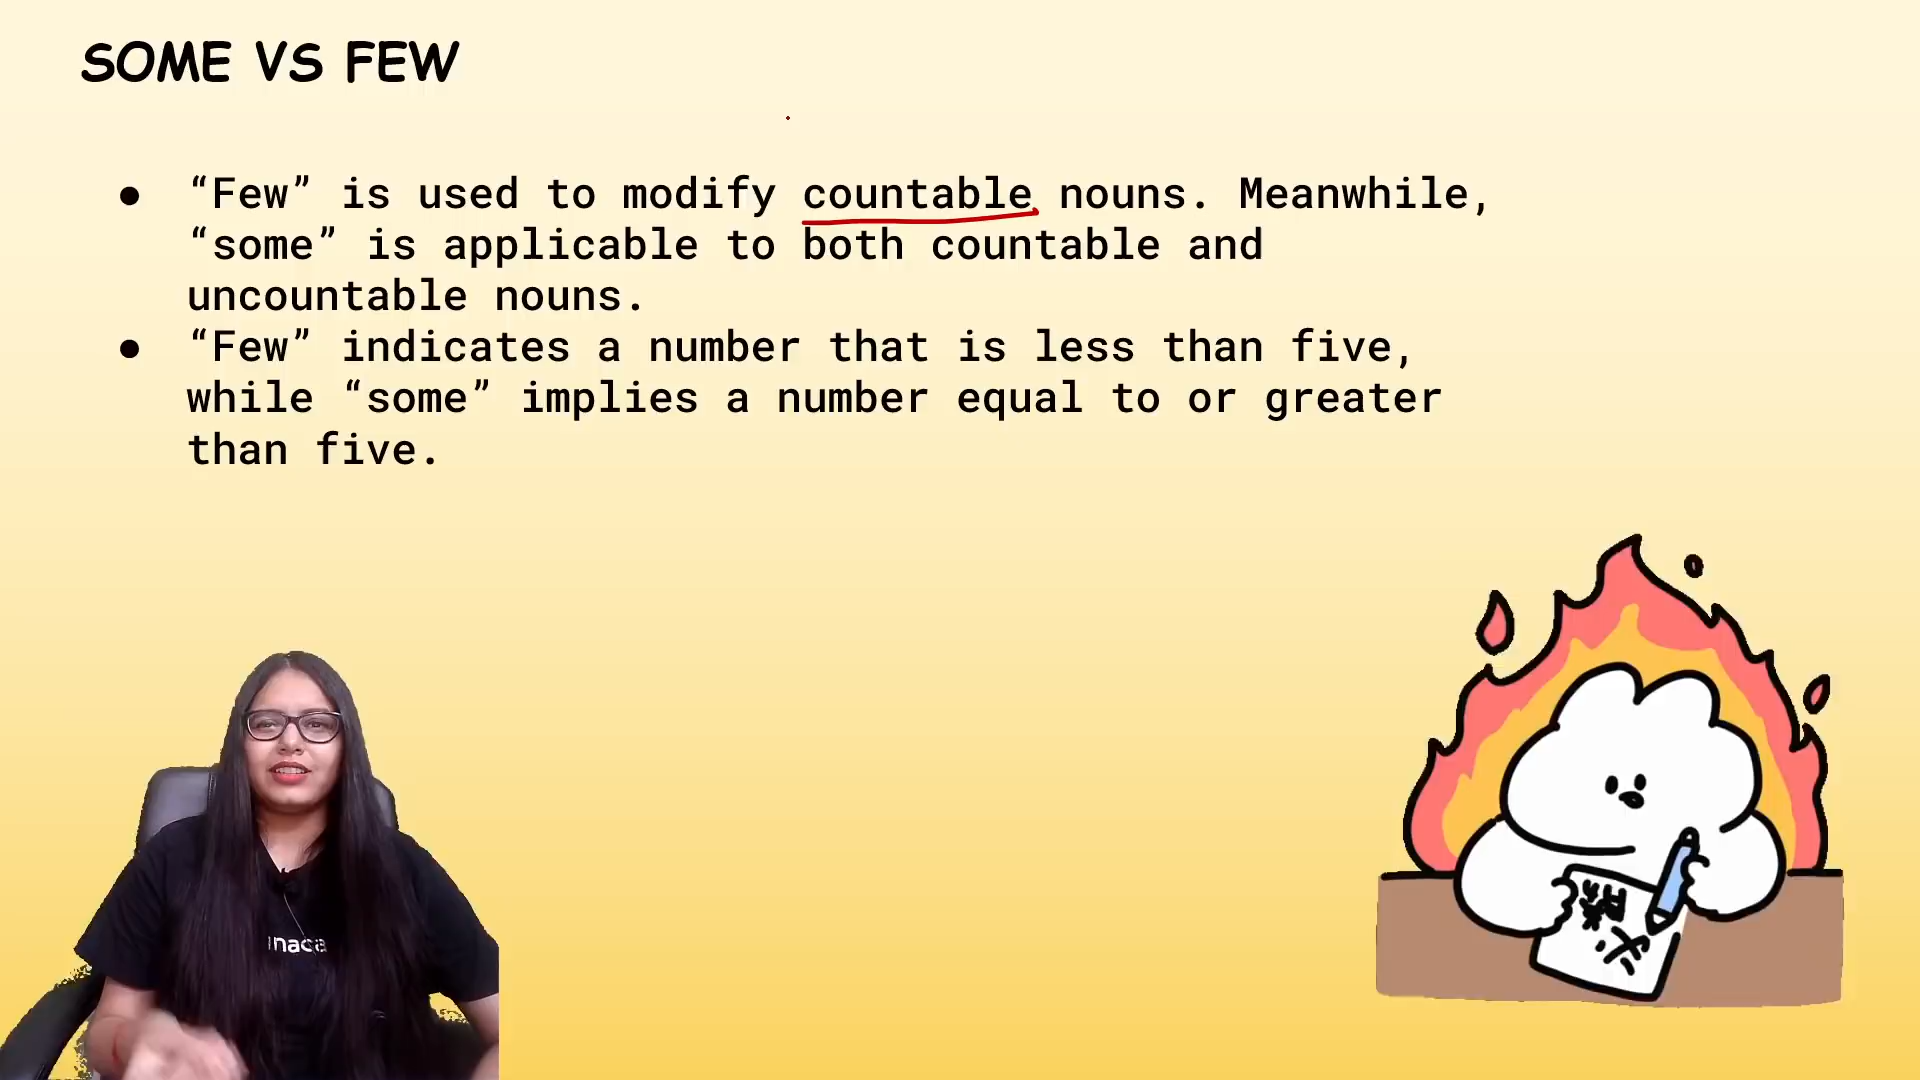 SOME VS FEW
● “Few” is used to modify countable nouns. Meanwhile,
“some” is applicable to both countable and
uncountable nouns.
● “Few” indicates a number that is less than five,
while “some” implies a number equal to or greater
than five.